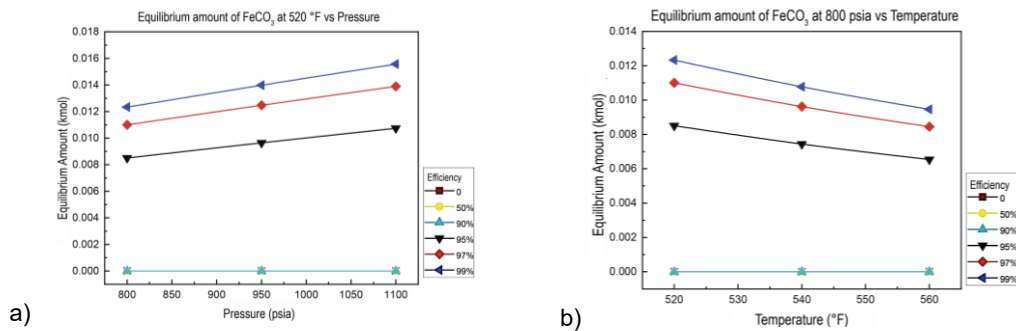 Equilibrium amount of FeCO₃ at 520 °F vs Pressure
Equilibrium Amount (kmol)
0.018
0.016
0.014
0.012
0.010
0.008
0.006
0.004
0.002
0.000
800 850 900 950 1000 1050 1100
Pressure (psia)
Efficiency
0
50%
90%
95%
97%
99%
a)
Equilibrium amount of FeCO₃ at 800 psia vs Temperature
Equilibrium Amount (kmol)
0.014
0.012
0.010
0.008
0.006
0.004
0.002
0.000
520 530 540 550 560
Temperature (°F)
Efficiency
0
50%
90%
95%
97%
99%
b)